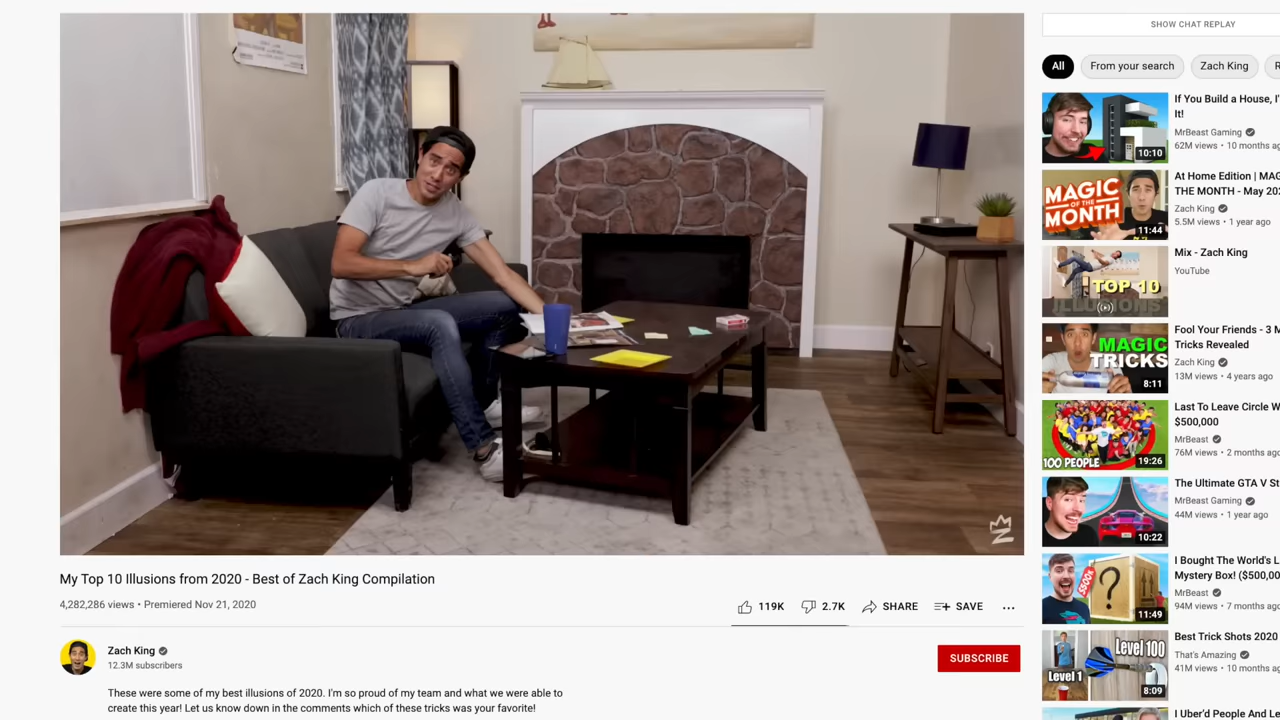 My Top 10 Illusions from 2020 - Best of Zach King Compilation
4,282,286 views • Premiered Nov 21, 2020
119K
2.7K
SHARE
SAVE
Zach King
12.3M subscribers
SUBSCRIBE
These were some of my best illusions of 2020. I'm so proud of my team and what we were able to
create this year! Let us know down in the comments which of these tricks was your favorite!
SHOW CHAT REPLAY
All
From your search
Zach King
R
10:10
If You Build a House, I'
It!
MrBeast Gaming
62M views • 10 months ag
MAGIC
OF THE
MONTH
11:44
At Home Edition | MAG
THE MONTH - May 202
Zach King
5.5M views • 1 year ago
TOP 10
ILLUSIONS
Mix - Zach King
YouTube
MAGIC
TRICKS
8:11
Fool Your Friends - 3 M
Tricks Revealed
Zach King
13M views • 4 years ago
100 PEOPLE
19:26
Last To Leave Circle W
$500,000
MrBeast
76M views • 2 months ago
10:22
The Ultimate GTA V St
MrBeast Gaming
44M views • 1 year ago
$500k
?
11:49
I Bought The World's L
Mystery Box! ($500,00
MrBeast
94M views • 7 months ago
Level 100
Level 1
8:09
Best Trick Shots 2020
That's Amazing
41M views • 10 months ag
I Uber'd People And Le